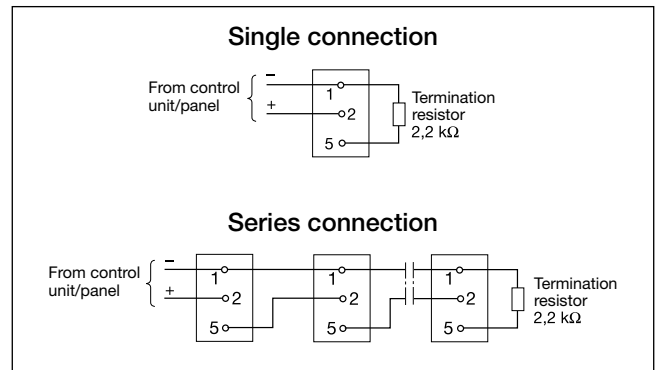 Single connection
From control
unit/panel
−
+
1
2
5
Termination
resistor
2,2 kΩ
Series connection
From control
unit/panel
−
+
1
2
5
1
2
5
1
2
5
Termination
resistor
2,2 kΩ